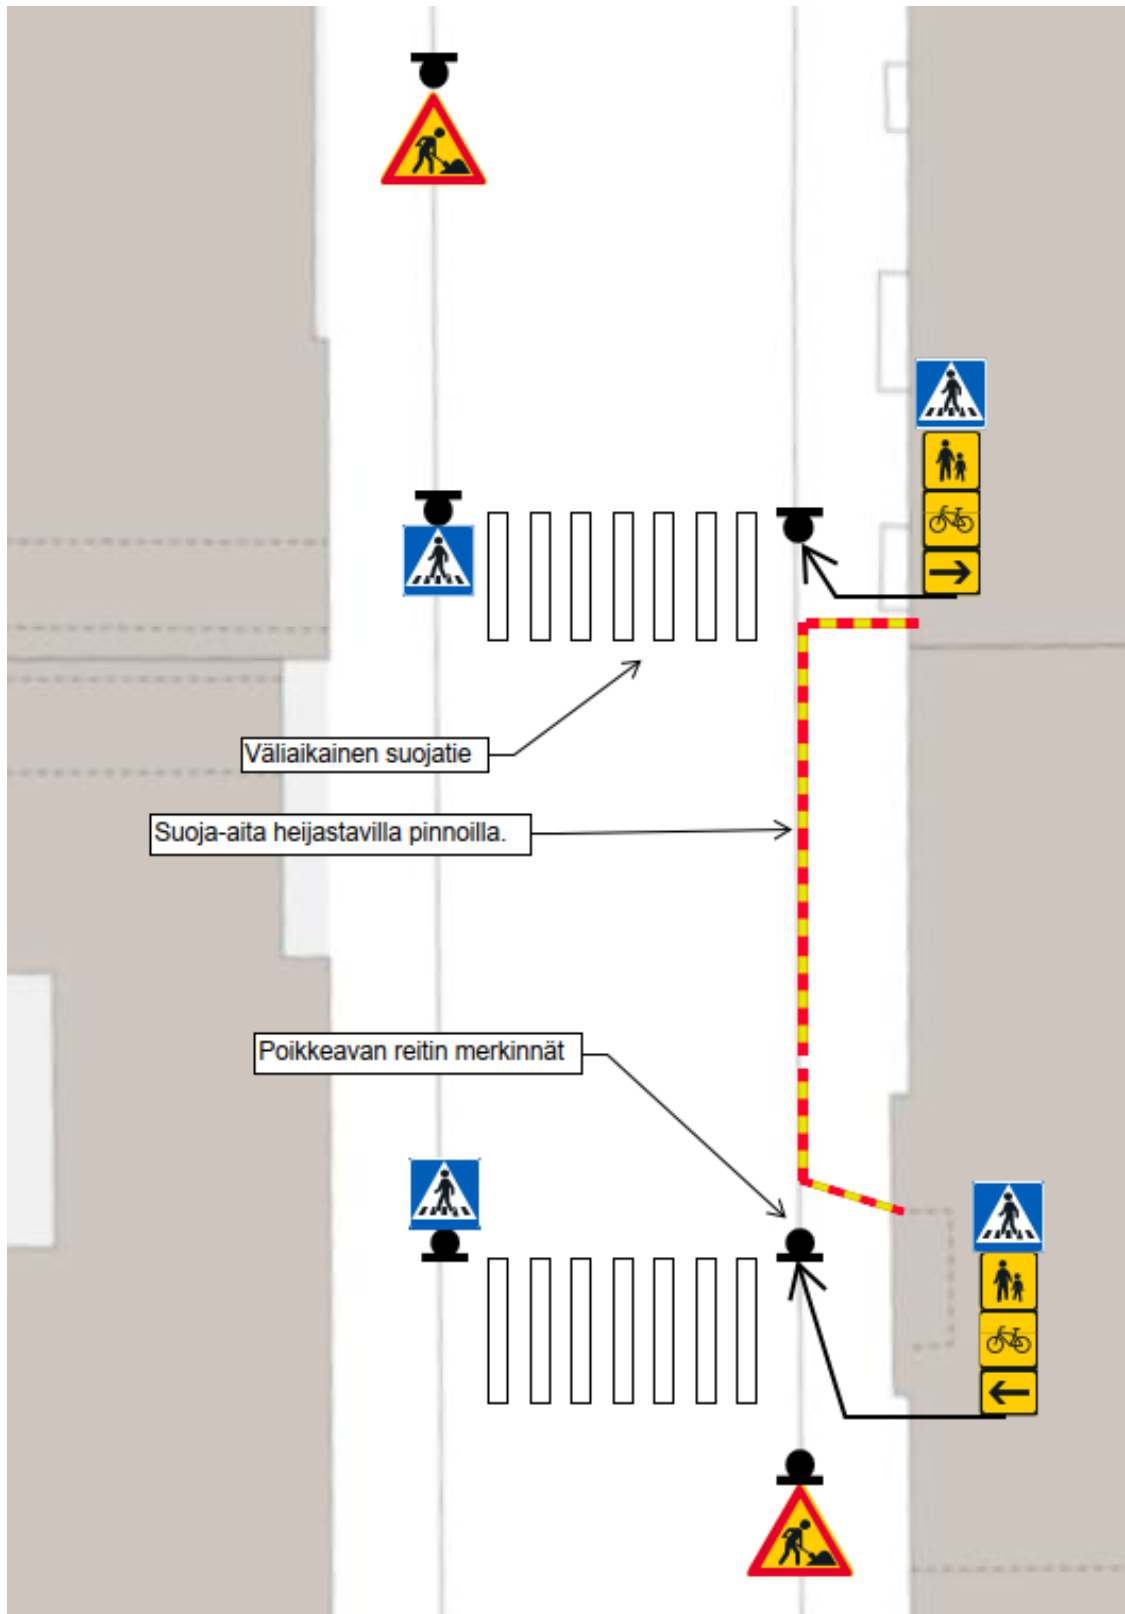 Väliaikainen suojatie
Suoja-aita heijastavilla pinnoilla.
Poikkeavan reitin merkinnät